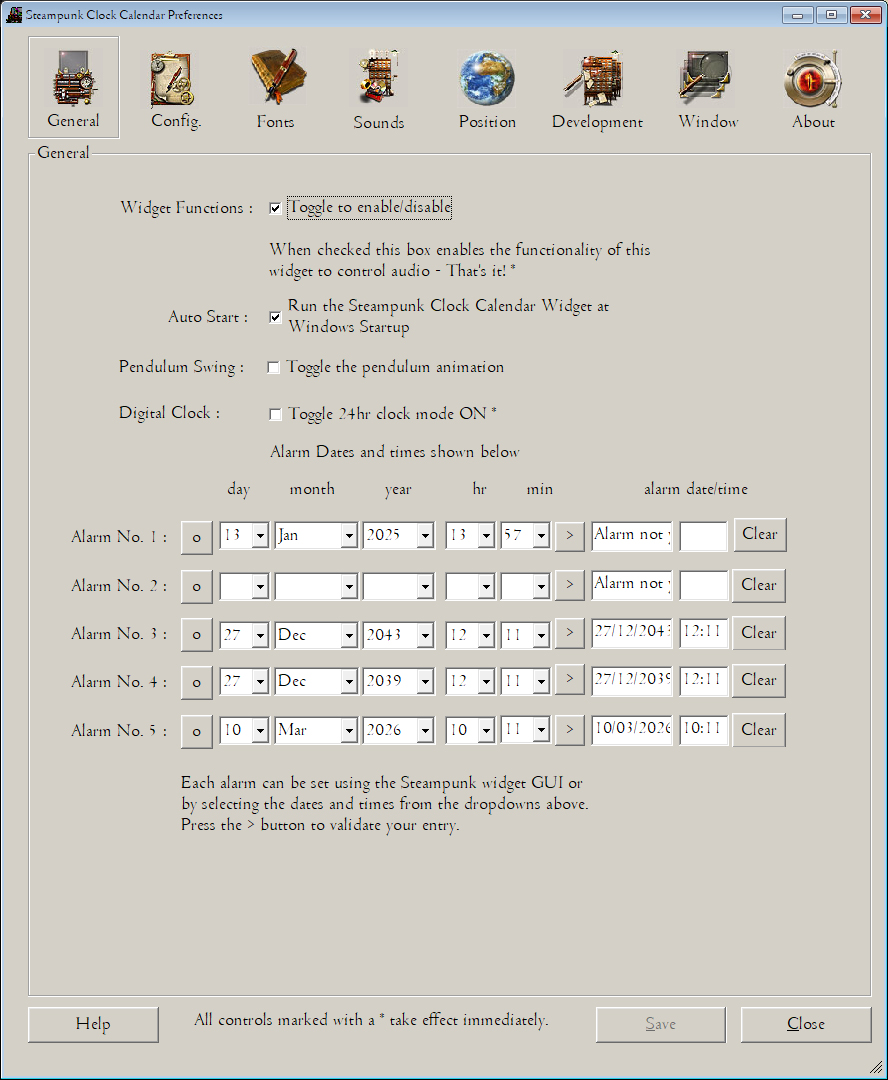 Steampunk Clock Calendar Preferences
General Config. Fonts Sounds Position Development Window About
General
Widget Functions : Toggle to enable/disable
When checked this box enables the functionality of this
widget to control audio - That's it! *
Auto Start : Run the Steampunk Clock Calendar Widget at
Windows Startup
Pendulum Swing : Toggle the pendulum animation
Digital Clock : Toggle 24hr clock mode ON *
Alarm Dates and times shown below
day month year hr min alarm date/time
Alarm No. 1 : o 13 Jan 2025 13 57 > Alarm not Clear
Alarm No. 2 : o > Alarm not Clear
Alarm No. 3 : o 27 Dec 2043 12 11 > 27/12/2043 12:11 Clear
Alarm No. 4 : o 27 Dec 2039 12 11 > 27/12/2039 12:11 Clear
Alarm No. 5 : o 10 Mar 2026 10 11 > 10/03/2026 10:11 Clear
Each alarm can be set using the Steampunk widget GUI or
by selecting the dates and times from the dropdowns above.
Press the > button to validate your entry.
Help All controls marked with a * take effect immediately. Save Close